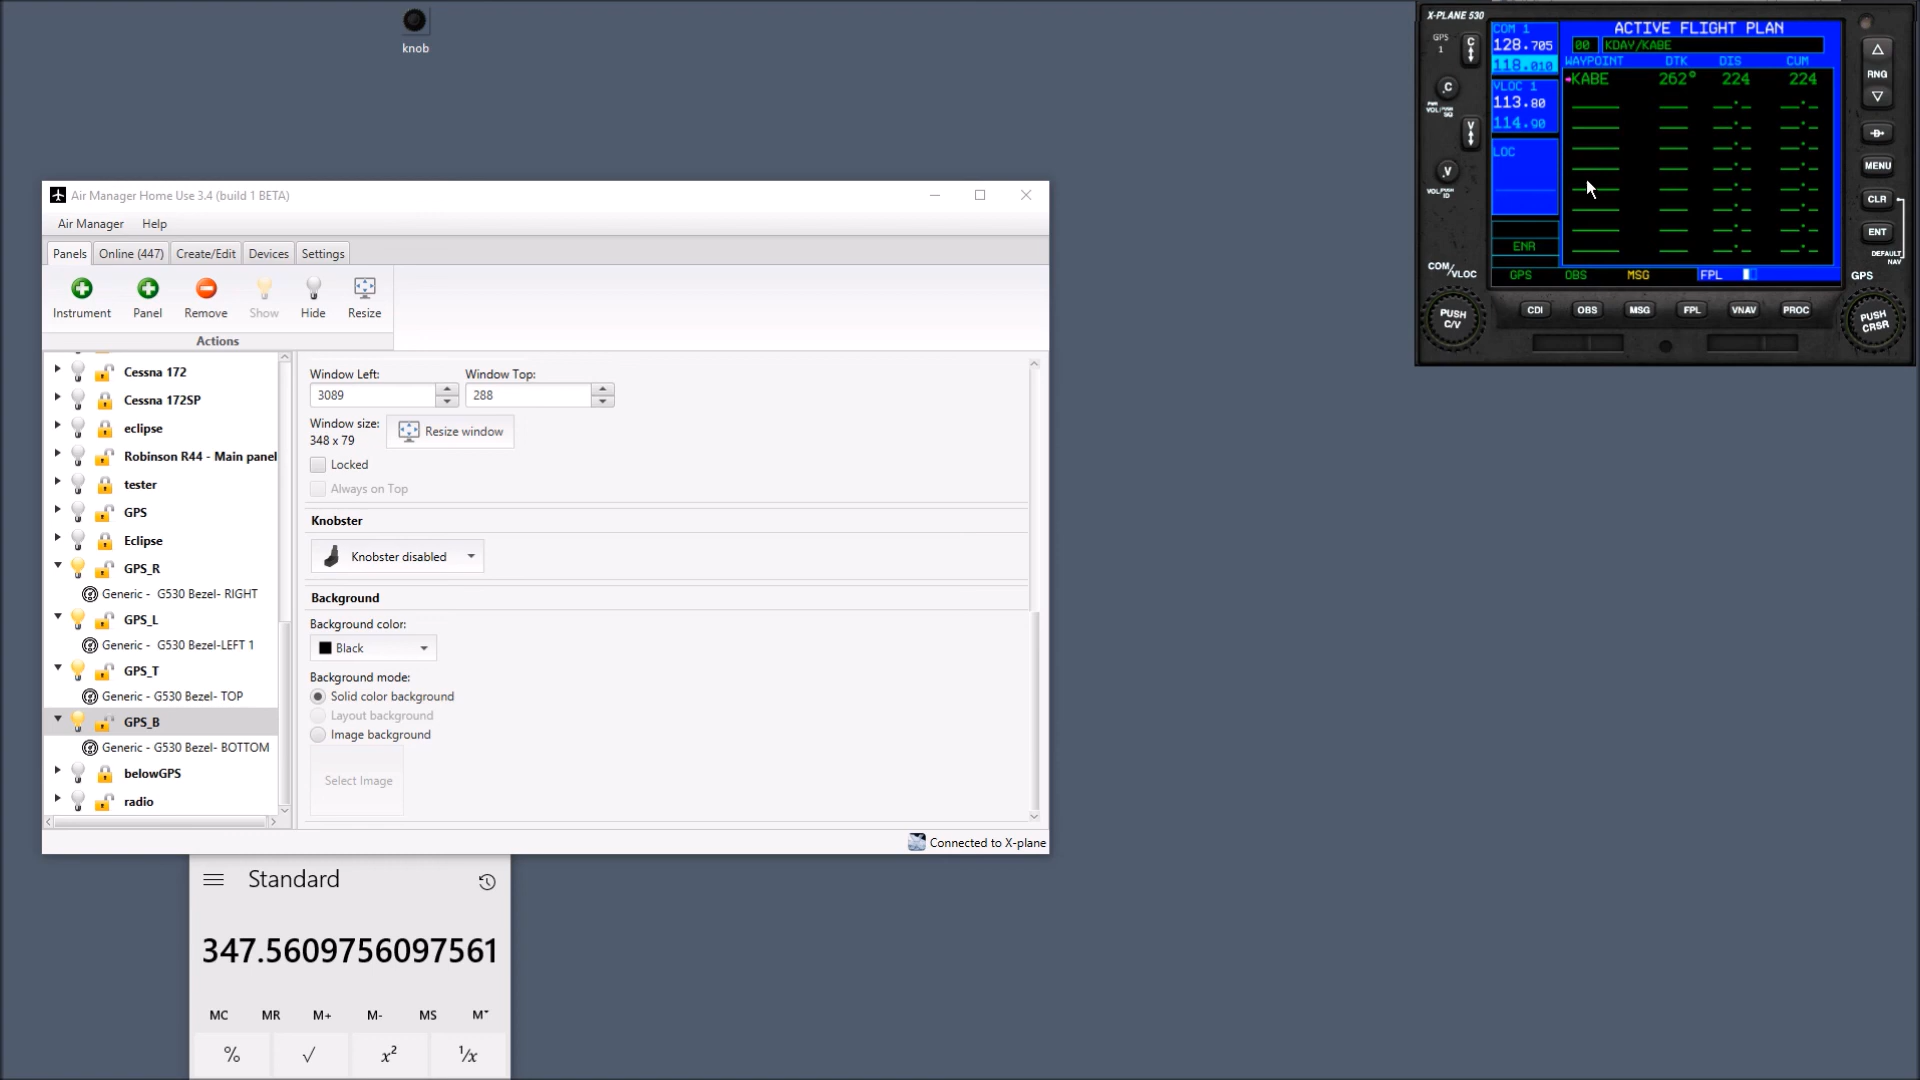 knob
Air Manager Home Use 3.4 (build 1 BETA)
Air Manager Help
Panels Online (447) Create/Edit Devices Settings
Instrument Panel Remove Show Hide Resize
Actions
Cessna 172
Cessna 172SP
eclipse
Robinson R44 - Main panel
tester
GPS
Eclipse
GPS_R
Generic - G530 Bezel- RIGHT
GPS_L
Generic - G530 Bezel-LEFT 1
GPS_T
Generic - G530 Bezel- TOP
GPS_B
Generic - G530 Bezel- BOTTOM
belowGPS
radio
Window Left: Window Top:
3089 288
Window size:
348 x 79
Resize window
Locked
Always on Top
Knobster
Knobster disabled
Background
Background color:
Black
Background mode:
Solid color background
Layout background
Image background
Select Image
Connected to X-plane
Standard
347.5609756097561
MC MR M+ M- MS M˅
% √ x² ¹/x
X-PLANE 530
GPS
1
C
C
V
V
COM/VLOC
PUSH
C/V
COM 1
128.705
118.010
VLOC 1
113.80
114.90
LOC
ENR
ACTIVE FLIGHT PLAN
00 KDAY/KABE
WAYPOINT DTK DIS CUM
KABE 262° 224 224
GPS OBS MSG FPL
CDI OBS MSG FPL VNAV PROC
RNG
D
MENU
CLR
ENT
DEFAULT
NAV
GPS
PUSH
CRSR